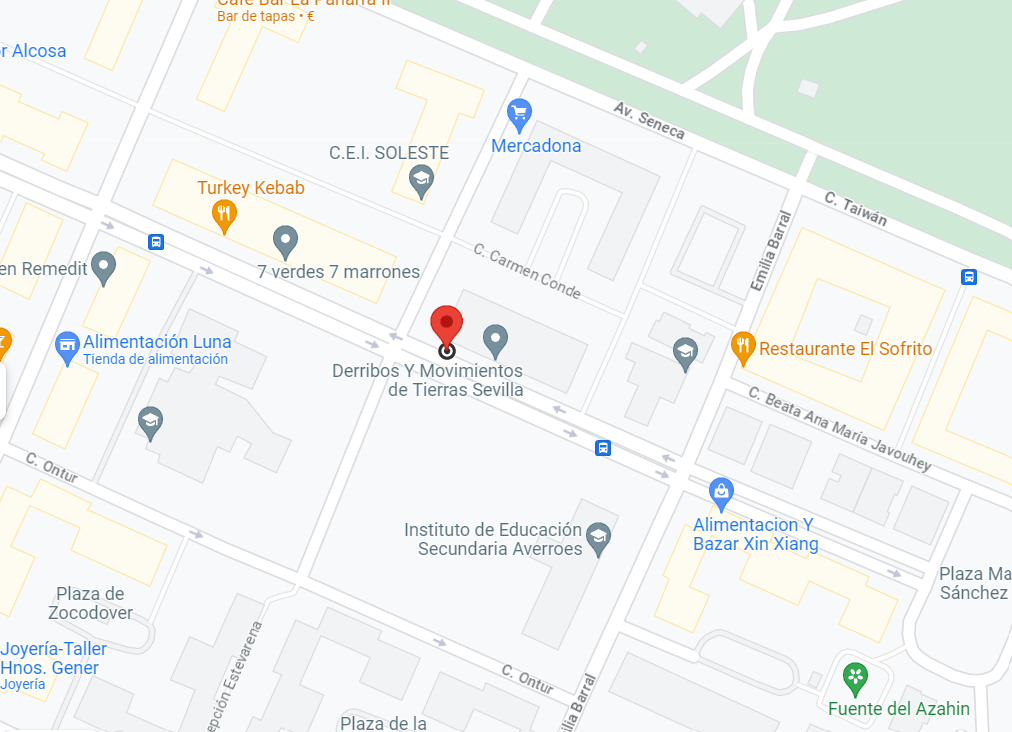 Café Bar La Panarra II
Bar de tapas • €
r Alcosa
Av. Seneca
Mercadona
C.E.I. SOLESTE
Turkey Kebab
C. Taiwán
Emilia Barral
C. Carmen Conde
en Remedit
7 verdes 7 marrones
Alimentación Luna
Tienda de alimentación
Restaurante El Sofrito
Derribos Y Movimientos
de Tierras Sevilla
C. Beata Ana María Javouhey
C. Ontur
Alimentacion Y
Bazar Xin Xiang
Instituto de Educación
Secundaria Averroes
Plaza de
Zocodover
Plaza Ma
Sánchez
Joyería-Taller
Hnos. Gener
Joyería
epción Estevarena
C. Ontur
ilia Barral
Fuente del Azahin
Plaza de la